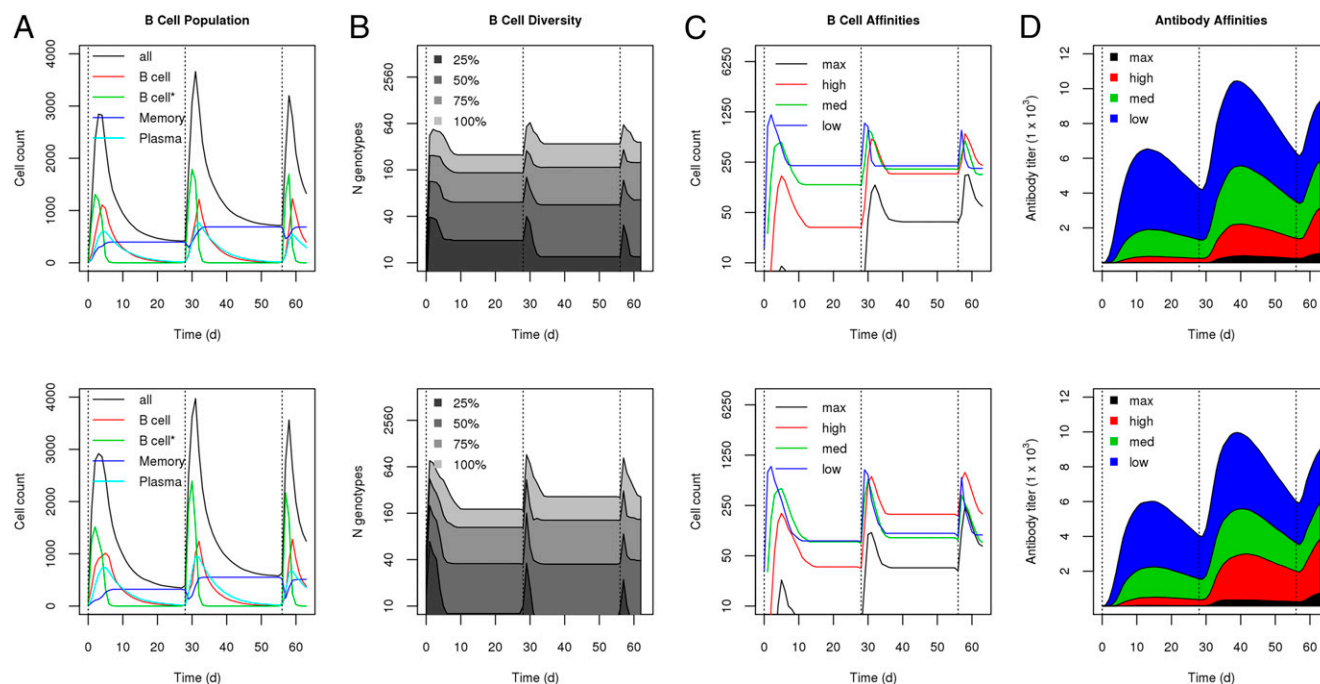 A
B Cell Population
Cell count
4000
3000
2000
1000
0
all
B cell
B cell*
Memory
Plasma
0 10 20 30 40 50 60
Time (d)
B
B Cell Diversity
N genotypes
2560
640
160
40
10
25%
50%
75%
100%
0 10 20 30 40 50 60
Time (d)
C
B Cell Affinities
Cell count
6250
1250
250
50
10
max
high
med
low
0 10 20 30 40 50 60
Time (d)
D
Antibody Affinities
Antibody titer (1 x 10³)
12
10
8
6
4
2
max
high
med
low
0 10 20 30 40 50 60
Time (d)
Cell count
4000
3000
2000
1000
0
all
B cell
B cell*
Memory
Plasma
0 10 20 30 40 50 60
Time (d)
N genotypes
2560
640
160
40
10
25%
50%
75%
100%
0 10 20 30 40 50 60
Time (d)
Cell count
6250
1250
250
50
10
max
high
med
low
0 10 20 30 40 50 60
Time (d)
Antibody titer (1 x 10³)
12
10
8
6
4
2
max
high
med
low
0 10 20 30 40 50 60
Time (d)